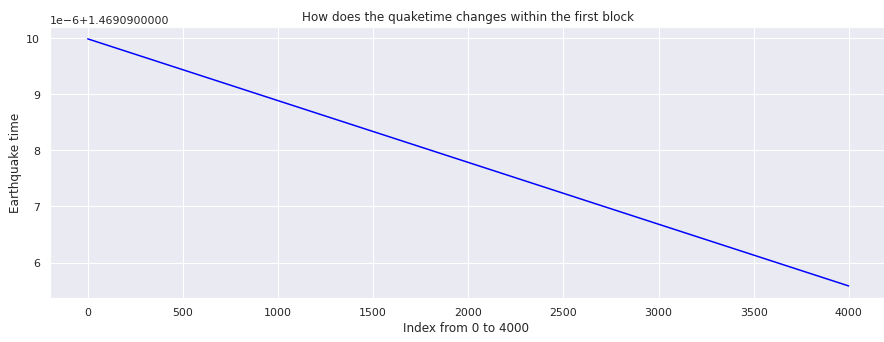 How does the quaketime changes within the first block
1e-6+1.4690900000
10
9
8
7
6
Earthquake time
0 500 1000 1500 2000 2500 3000 3500 4000
Index from 0 to 4000